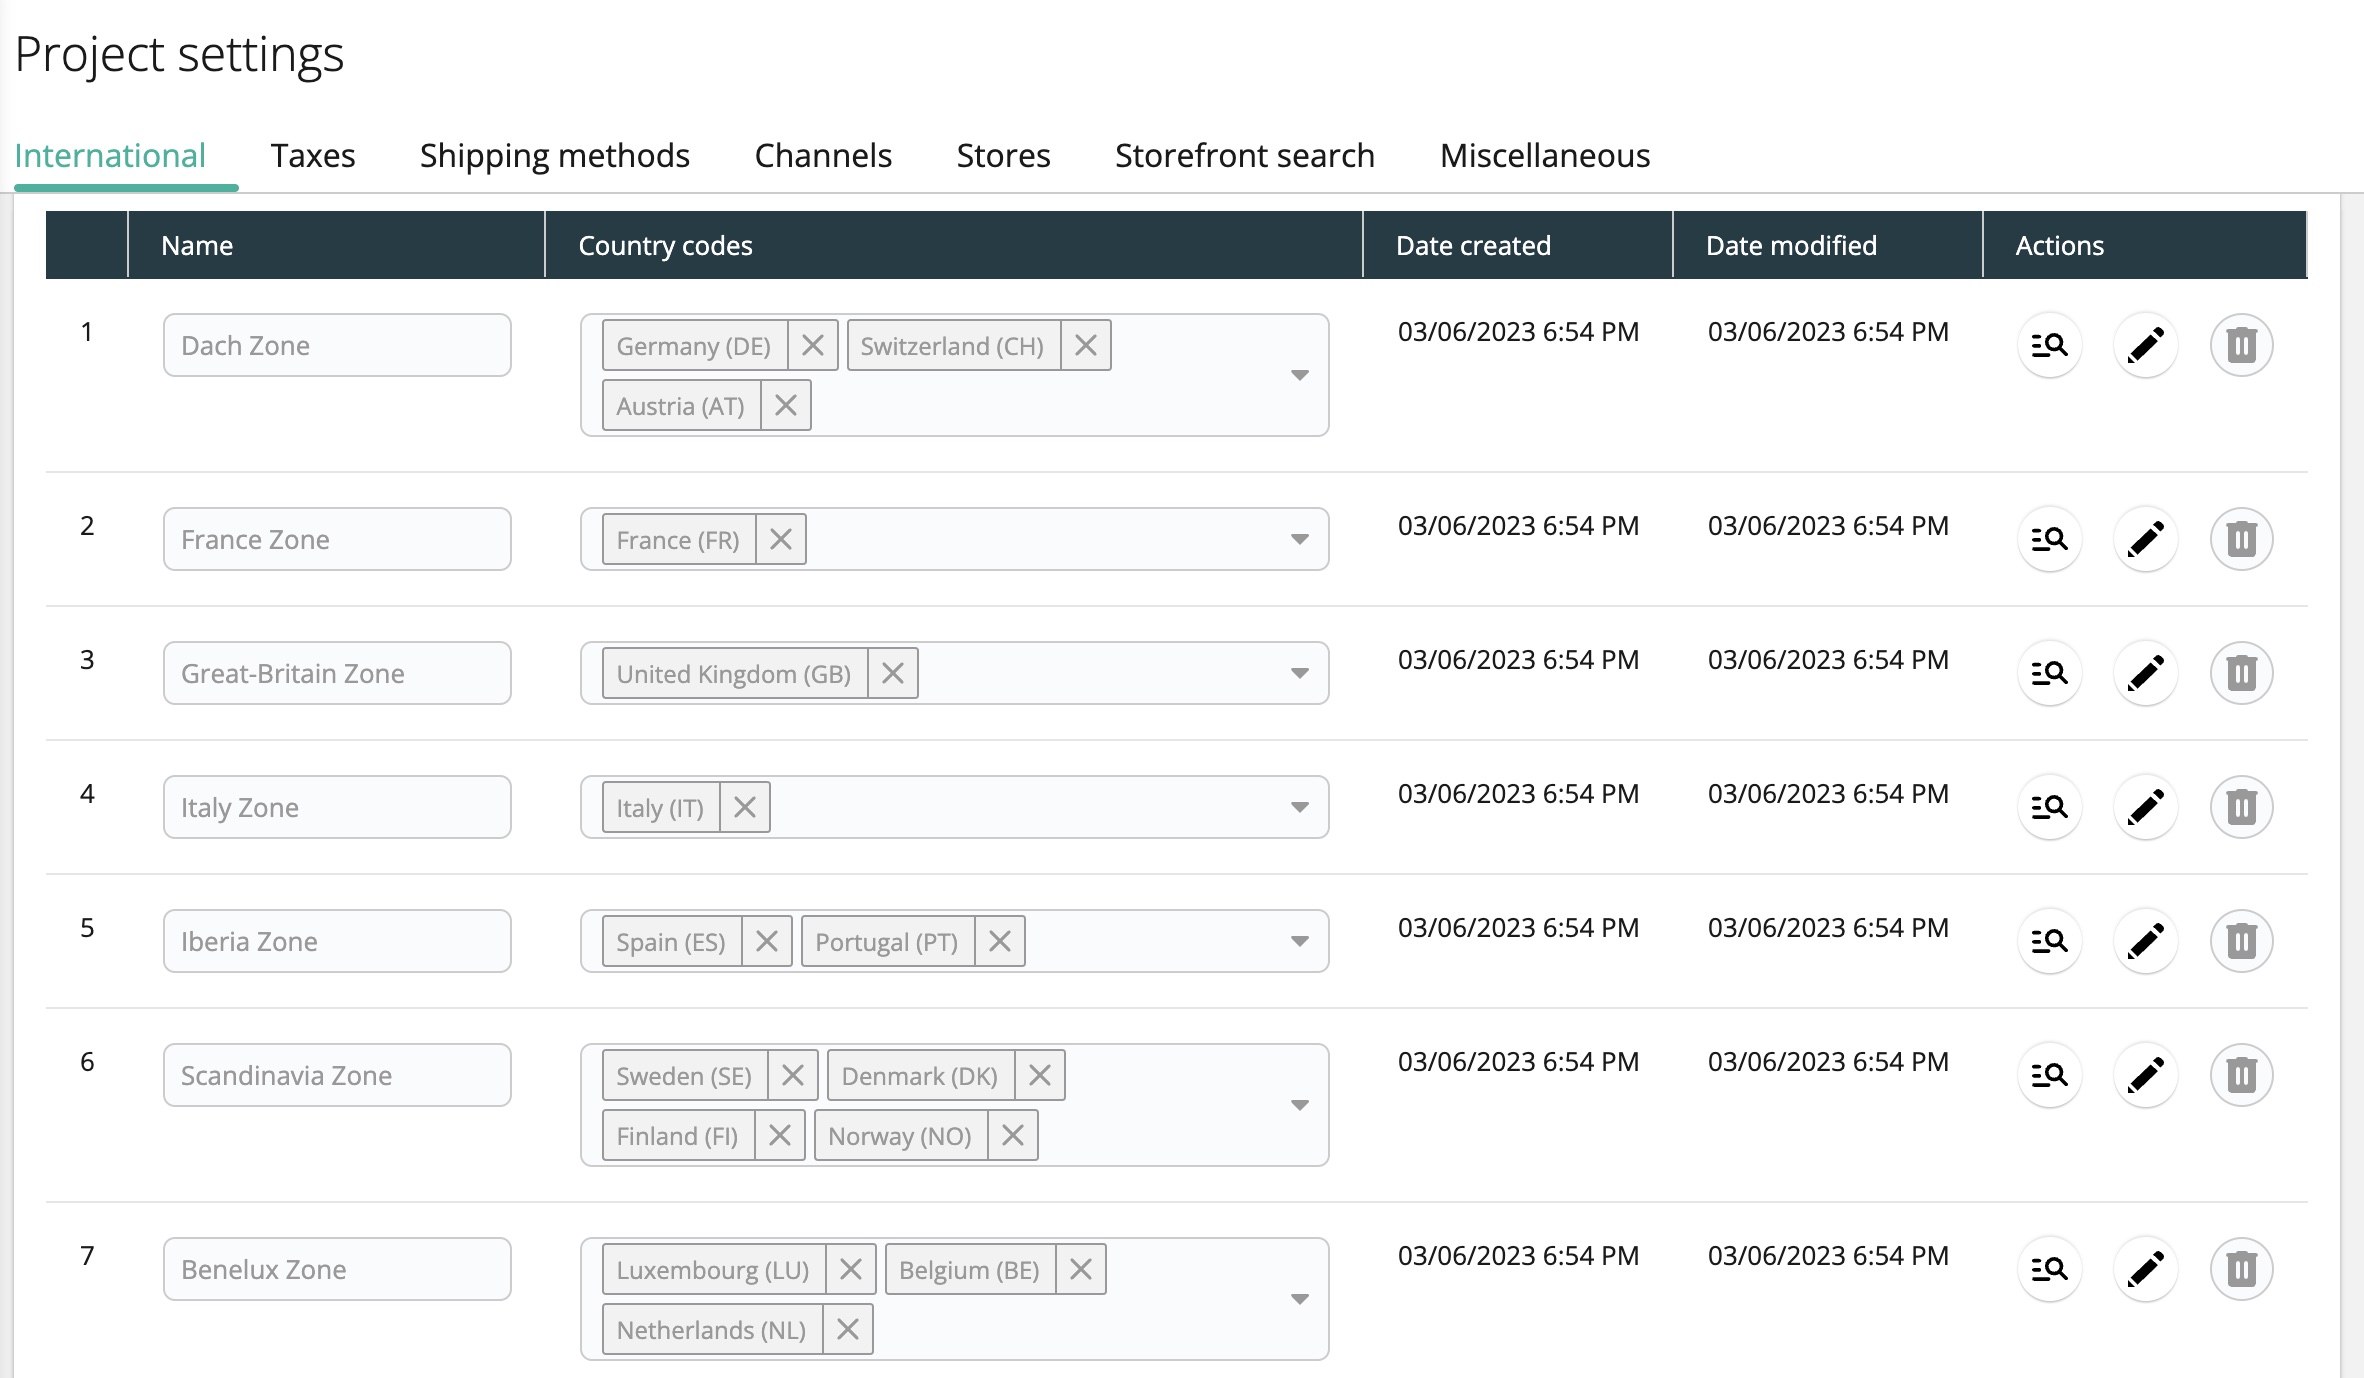 Project settings
International Taxes Shipping methods Channels Stores Storefront search Miscellaneous
Name Country codes Date created Date modified Actions
1 Dach Zone Germany (DE) Switzerland (CH) 03/06/2023 6:54 PM 03/06/2023 6:54 PM
Austria (AT)
2 France Zone France (FR) 03/06/2023 6:54 PM 03/06/2023 6:54 PM
3 Great-Britain Zone United Kingdom (GB) 03/06/2023 6:54 PM 03/06/2023 6:54 PM
4 Italy Zone Italy (IT) 03/06/2023 6:54 PM 03/06/2023 6:54 PM
5 Iberia Zone Spain (ES) Portugal (PT) 03/06/2023 6:54 PM 03/06/2023 6:54 PM
6 Scandinavia Zone Sweden (SE) Denmark (DK) 03/06/2023 6:54 PM 03/06/2023 6:54 PM
Finland (FI) Norway (NO)
7 Benelux Zone Luxembourg (LU) Belgium (BE) 03/06/2023 6:54 PM 03/06/2023 6:54 PM
Netherlands (NL)